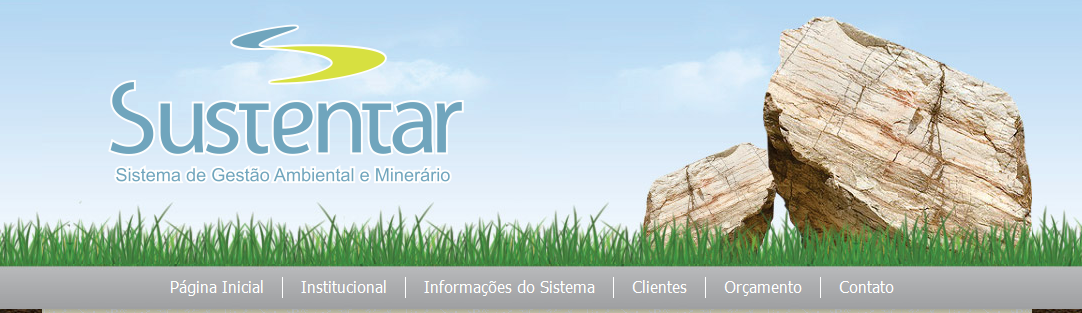 Sustentar
Sistema de Gestão Ambiental e Minerário
Página Inicial Institucional Informações do Sistema Clientes Orçamento Contato